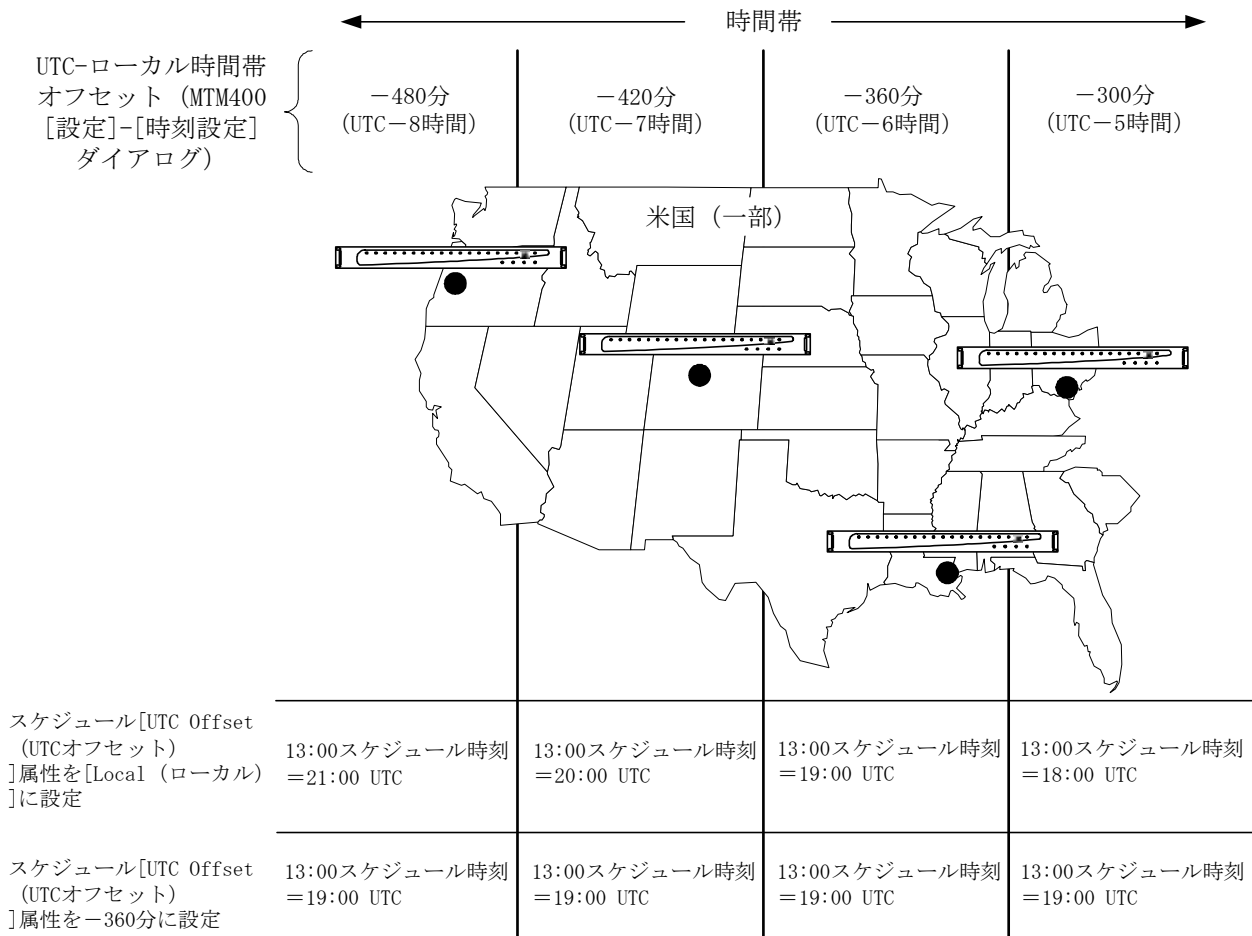 時間帯
UTC-ローカル時間帯
オフセット（MTM400
[設定]-[時刻設定]
ダイアログ）
－480分
(UTC－8時間)
－420分
(UTC－7時間)
－360分
(UTC－6時間)
－300分
(UTC－5時間)
米国（一部）
スケジュール[UTC Offset
（UTCオフセット）
]属性を[Local（ローカル）
]に設定
13:00スケジュール時刻
＝21:00 UTC
13:00スケジュール時刻
＝20:00 UTC
13:00スケジュール時刻
＝19:00 UTC
13:00スケジュール時刻
＝18:00 UTC
スケジュール[UTC Offset
（UTCオフセット）
]属性を－360分に設定
13:00スケジュール時刻
＝19:00 UTC
13:00スケジュール時刻
＝19:00 UTC
13:00スケジュール時刻
＝19:00 UTC
13:00スケジュール時刻
＝19:00 UTC